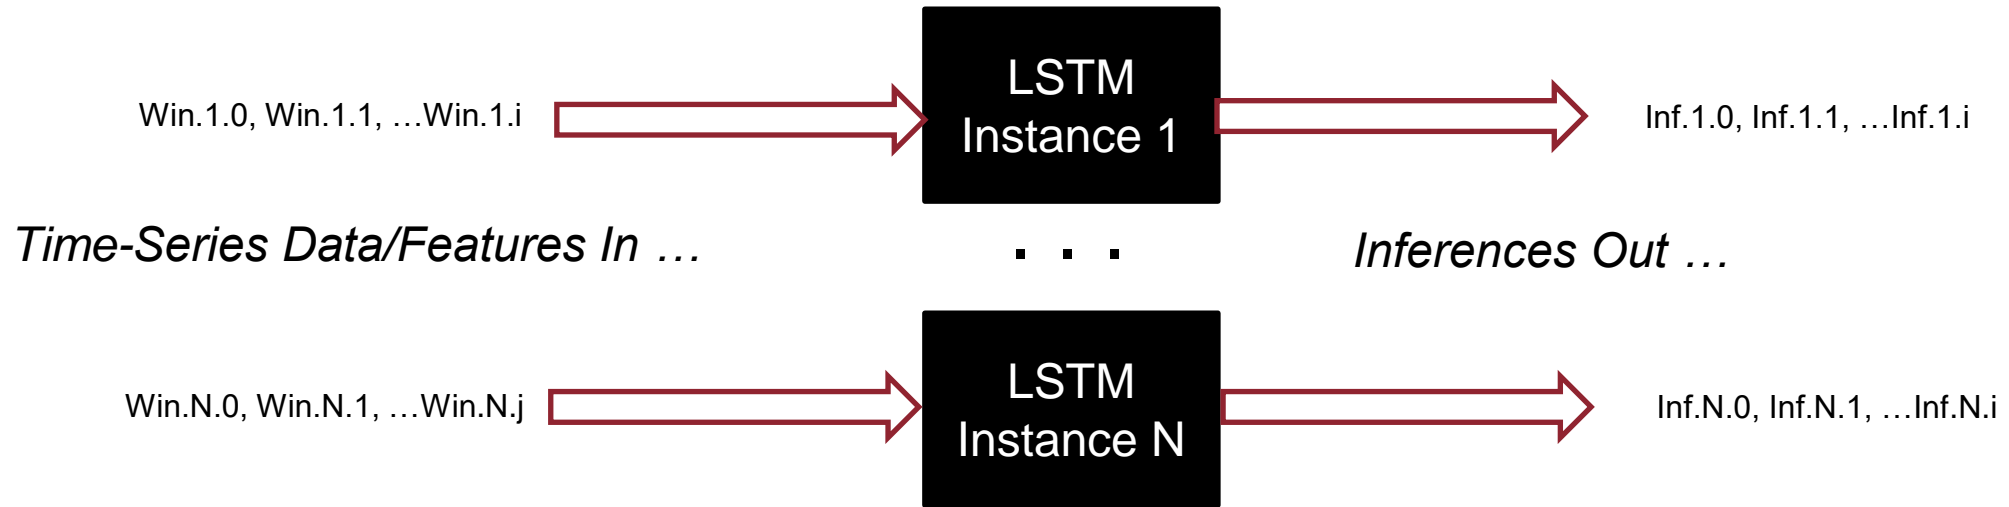 LSTM
Instance 1
Win.1.0, Win.1.1, …Win.1.i
Inf.1.0, Inf.1.1, …Inf.1.i
Time-Series Data/Features In …
. . .
Inferences Out …
LSTM
Instance N
Win.N.0, Win.N.1, …Win.N.j
Inf.N.0, Inf.N.1, …Inf.N.i